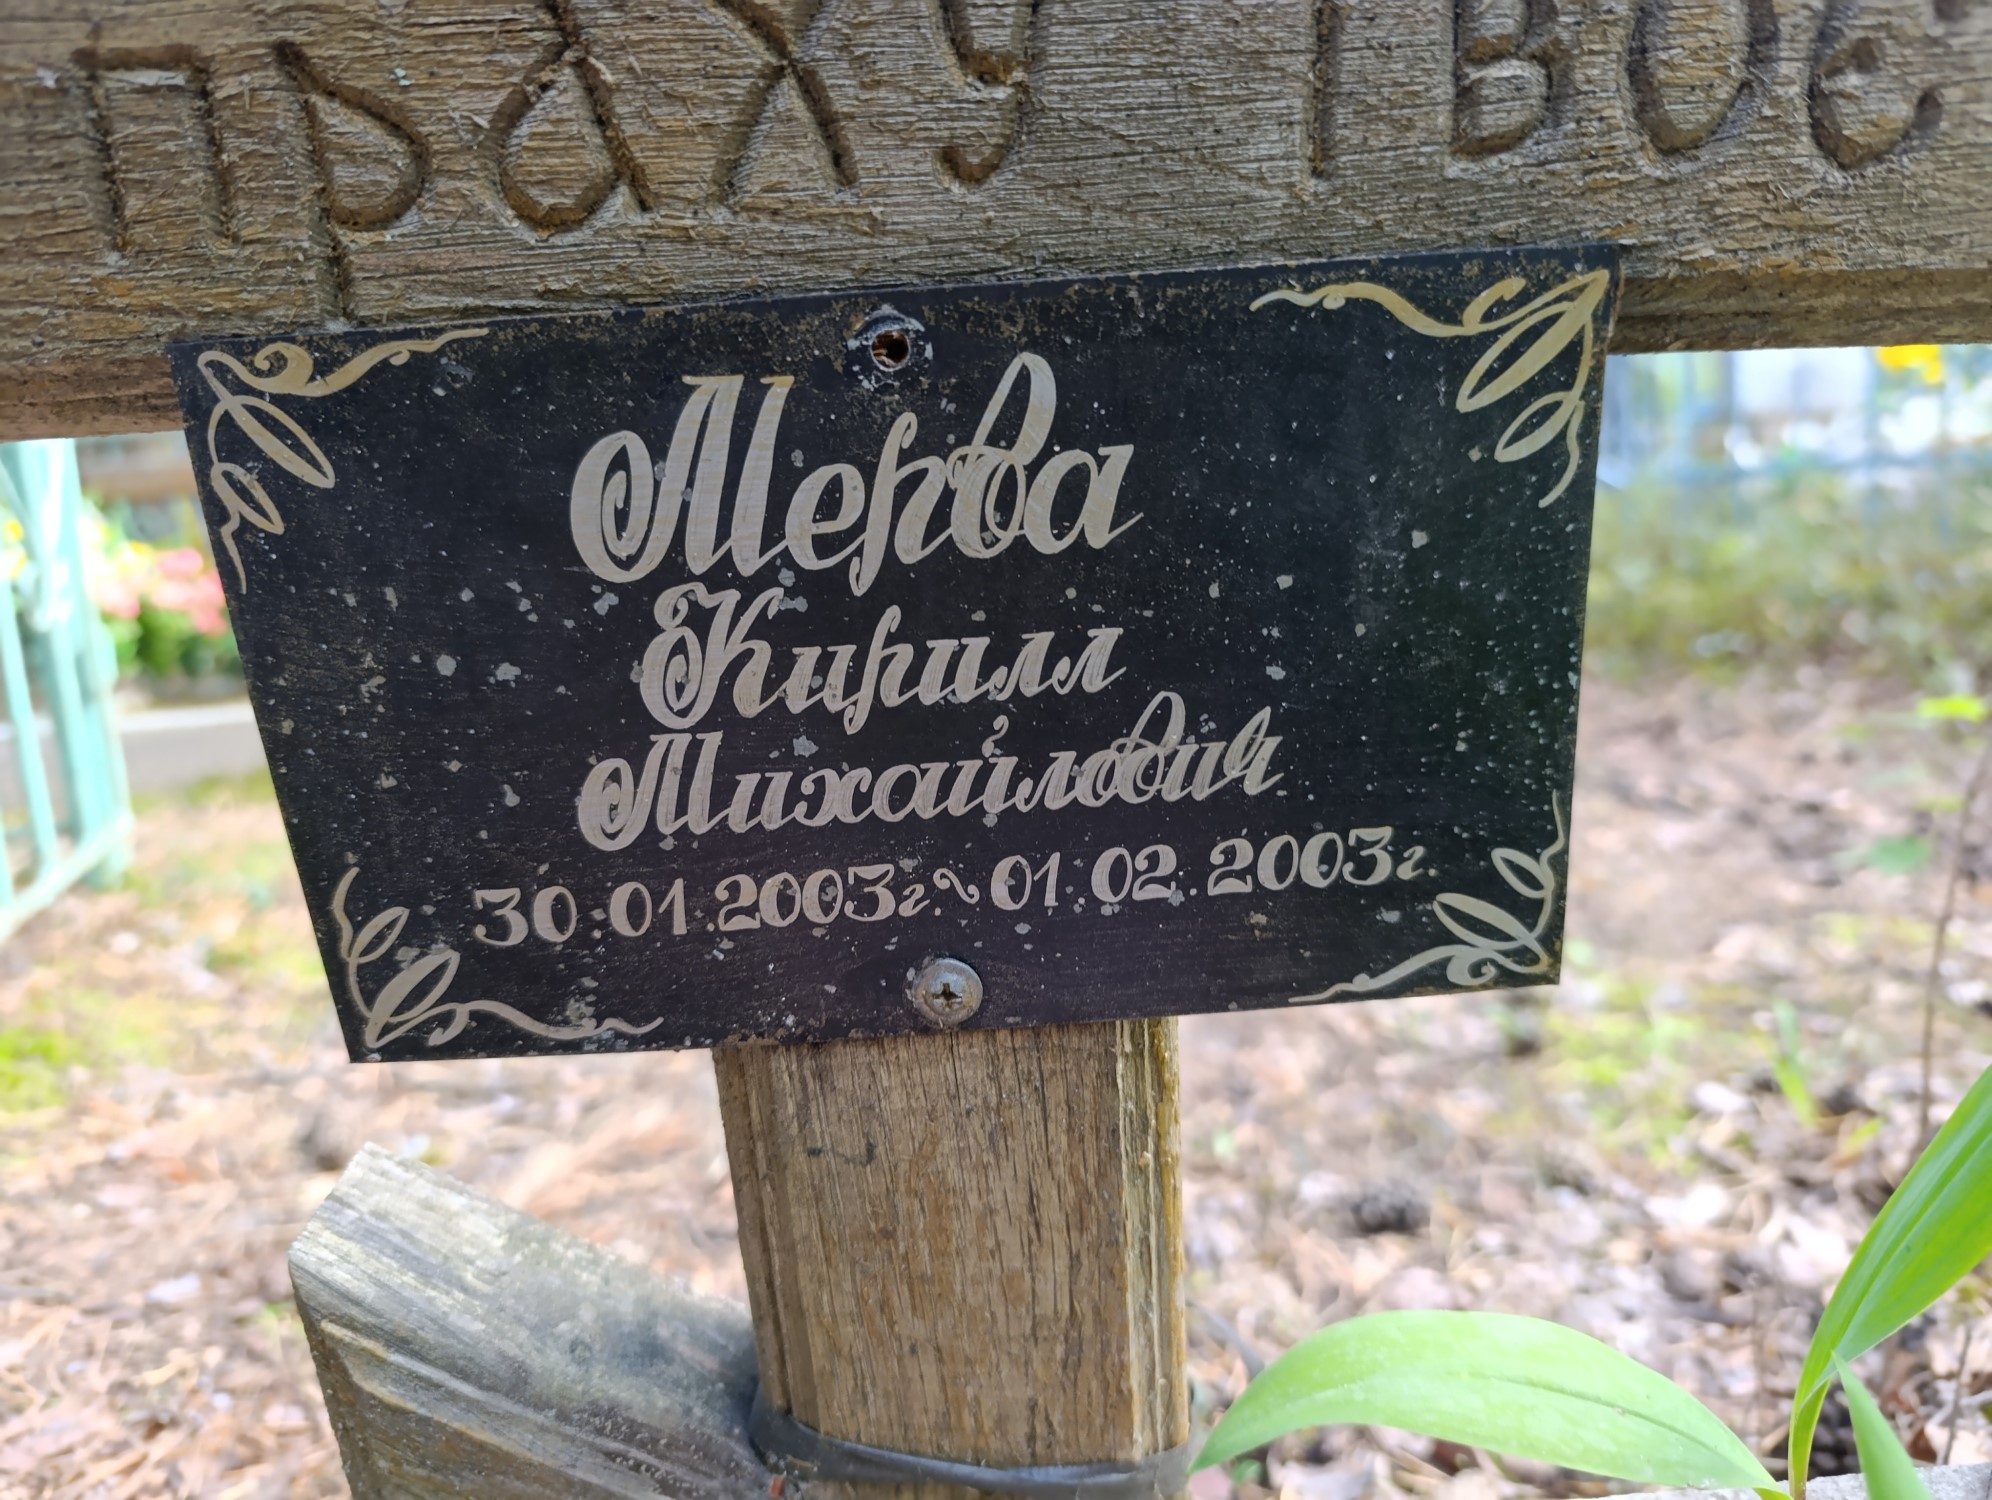 праху твое
Мерва
Кирилл
Михайлович
30.01.2003г.~01.02.2003г.